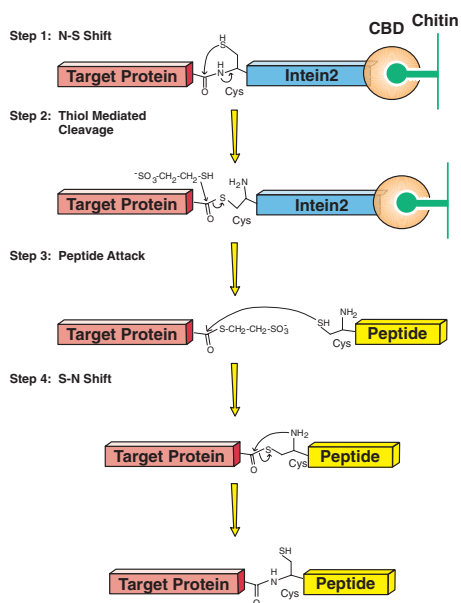 Step 1: N-S Shift
H
S
CBD
Chitin
Target Protein
H
N
O
Cys
Intein2
Step 2: Thiol Mediated
Cleavage
⁻SO₃-CH₂-CH₂-SH
H₂N
Target Protein
S
O
Cys
Intein2
Step 3: Peptide Attack
Target Protein
S-CH₂-CH₂-SO₃⁻
O
SH
NH₂
Cys
Peptide
Step 4: S-N Shift
NH₂
Target Protein
S
O
Cys
Peptide
SH
Target Protein
H
N
O
Cys
Peptide